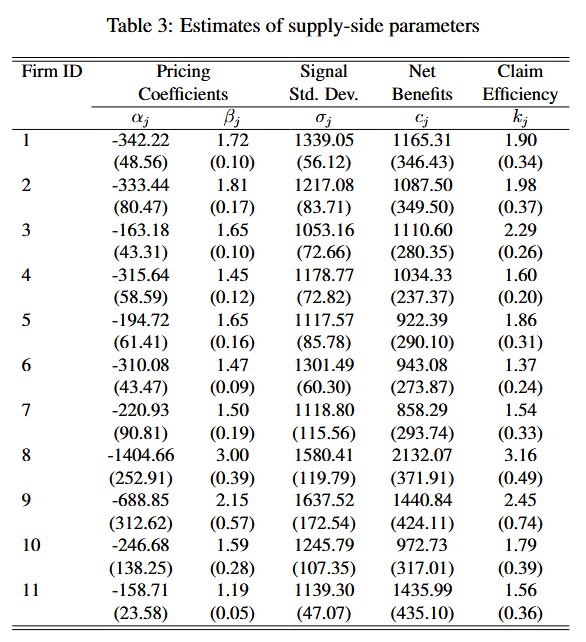 Table 3: Estimates of supply-side parameters
Firm ID Pricing Signal Net Claim
Coefficients Std. Dev. Benefits Efficiency
αj βj σj cj kj
1 -342.22 1.72 1339.05 1165.31 1.90
(48.56) (0.10) (56.12) (346.43) (0.34)
2 -333.44 1.81 1217.08 1087.50 1.98
(80.47) (0.17) (83.71) (349.50) (0.37)
3 -163.18 1.65 1053.16 1110.60 2.29
(43.31) (0.10) (72.66) (280.35) (0.26)
4 -315.64 1.45 1178.77 1034.33 1.60
(58.59) (0.12) (72.82) (237.37) (0.20)
5 -194.72 1.65 1117.57 922.39 1.86
(61.41) (0.16) (85.78) (290.10) (0.31)
6 -310.08 1.47 1301.49 943.08 1.37
(43.47) (0.09) (60.30) (273.87) (0.24)
7 -220.93 1.50 1118.80 858.29 1.54
(90.81) (0.19) (115.56) (293.74) (0.33)
8 -1404.66 3.00 1580.41 2132.07 3.16
(252.91) (0.39) (119.79) (371.91) (0.49)
9 -688.85 2.15 1637.52 1440.84 2.45
(312.62) (0.57) (172.54) (424.11) (0.74)
10 -246.68 1.59 1245.79 972.73 1.79
(138.25) (0.28) (107.35) (317.01) (0.39)
11 -158.71 1.19 1139.30 1435.99 1.56
(23.58) (0.05) (47.07) (435.10) (0.36)